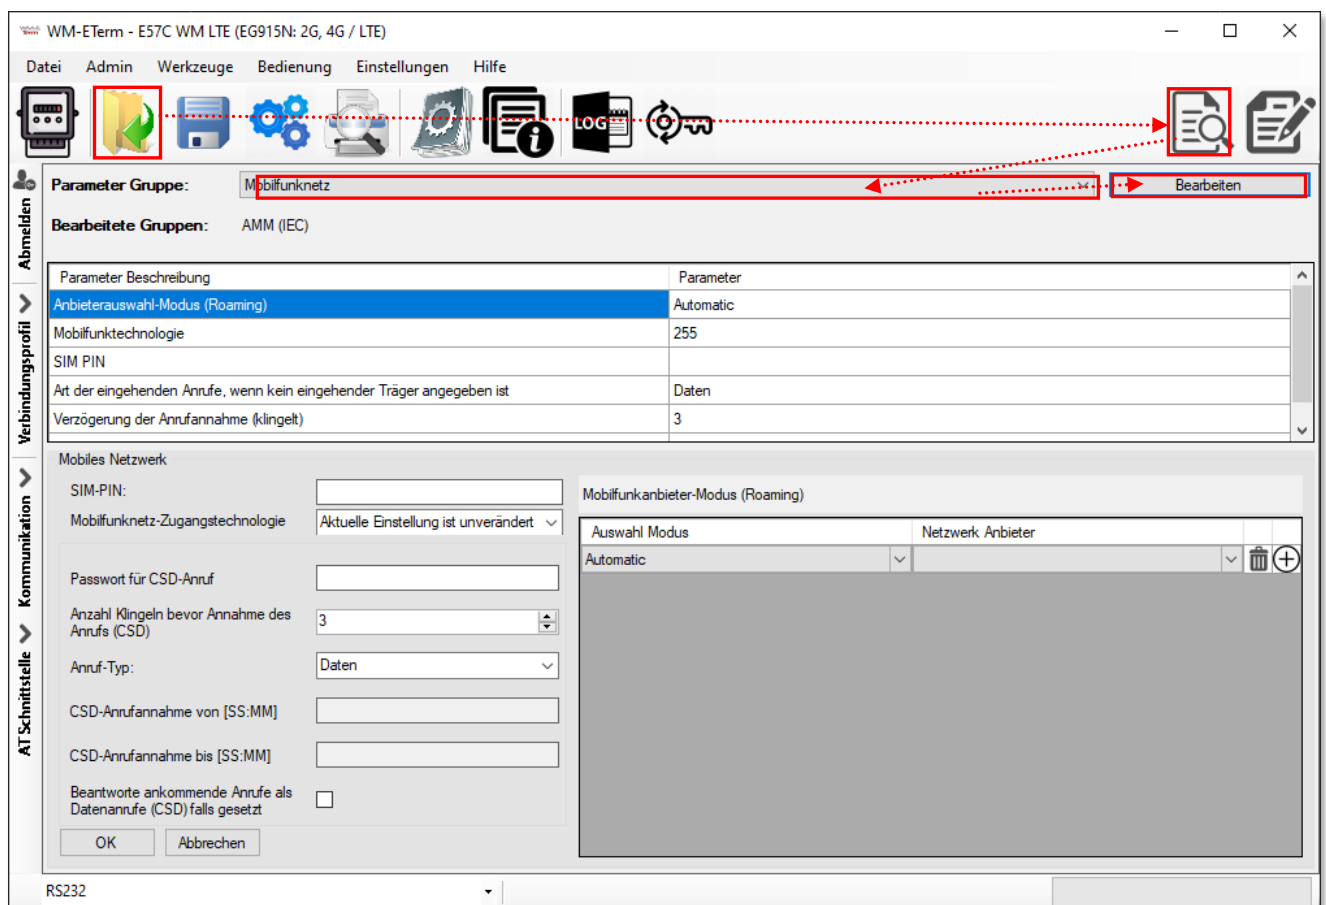 WM-ETerm - E57C WM LTE (EG915N: 2G, 4G / LTE)
Datei Admin Werkzeuge Bedienung Einstellungen Hilfe
LOG
Abmelden
Verbindungsprofil
Kommunikation
AT Schnittstelle
Parameter Gruppe: Mobilfunknetz Bearbeiten
Bearbeitete Gruppen: AMM (IEC)
Parameter Beschreibung Parameter
Anbieterauswahl-Modus (Roaming) Automatic
Mobilfunktechnologie 255
SIM PIN
Art der eingehenden Anrufe, wenn kein eingehender Träger angegeben ist Daten
Verzögerung der Anrufannahme (klingelt) 3
Mobiles Netzwerk
SIM-PIN:
Mobilfunknetz-Zugangstechnologie Aktuelle Einstellung ist unverändert
Passwort für CSD-Anruf
Anzahl Klingeln bevor Annahme des
Anrufs (CSD)
3
Anruf-Typ: Daten
CSD-Anrufannahme von [SS:MM]
CSD-Anrufannahme bis [SS:MM]
Beantworte ankommende Anrufe als
Datenanrufe (CSD) falls gesetzt
OK Abbrechen
Mobilfunkanbieter-Modus (Roaming)
Auswahl Modus Netzwerk Anbieter
Automatic
RS232